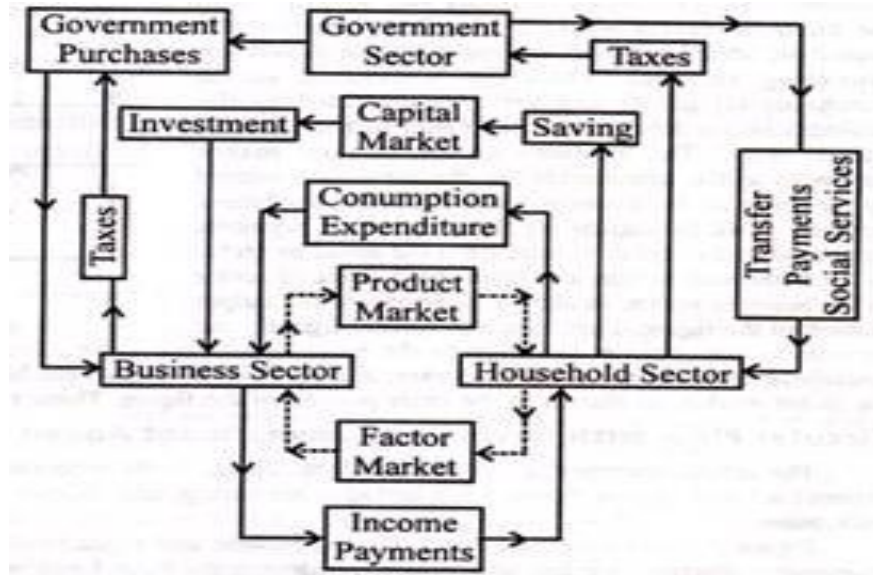 Government
Purchases
Government
Sector
Taxes
Investment
Capital
Market
Saving
Conumption
Expenditure
Taxes
Transfer
Payments
Social Services
Product
Market
Business Sector
Household Sector
Factor
Market
Income
Payments